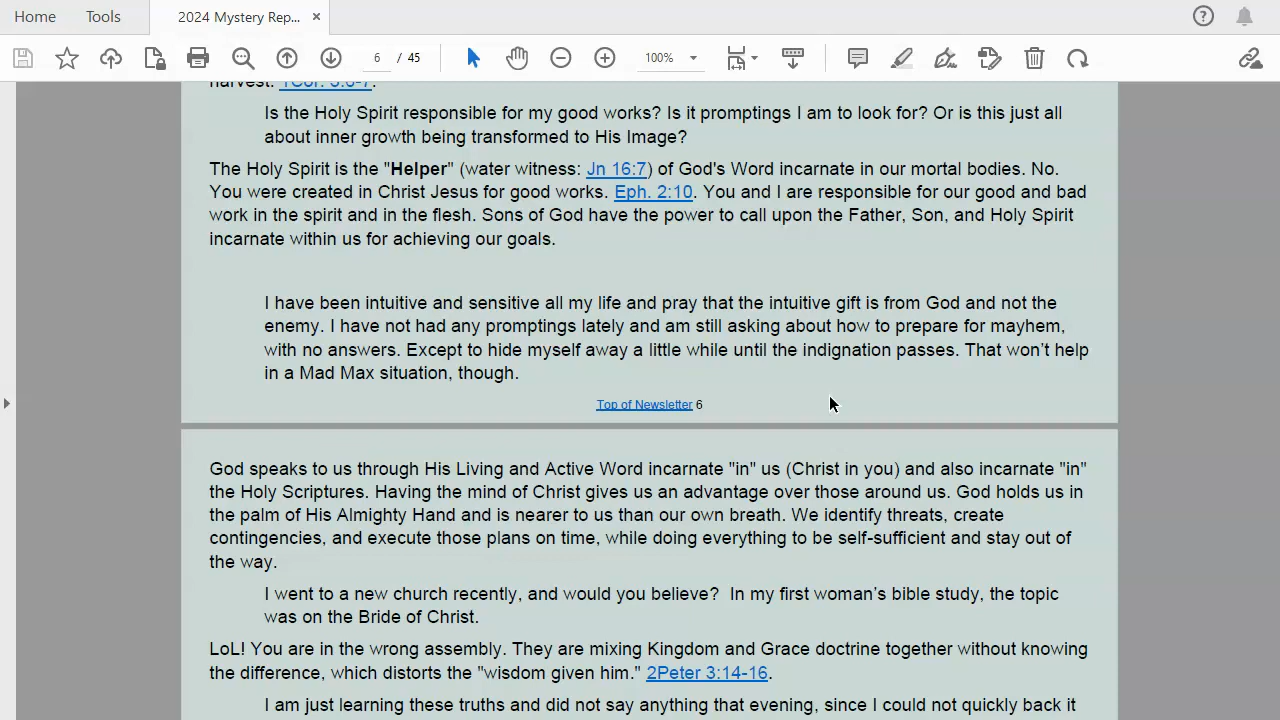 Home Tools 2024 Mystery Rep... ×
6 / 45 100%
harvest. 1Cor. 3:6-7.
Is the Holy Spirit responsible for my good works? Is it promptings I am to look for? Or is this just all
about inner growth being transformed to His Image?
The Holy Spirit is the "Helper" (water witness: Jn 16:7) of God's Word incarnate in our mortal bodies. No.
You were created in Christ Jesus for good works. Eph. 2:10. You and I are responsible for our good and bad
work in the spirit and in the flesh. Sons of God have the power to call upon the Father, Son, and Holy Spirit
incarnate within us for achieving our goals.
I have been intuitive and sensitive all my life and pray that the intuitive gift is from God and not the
enemy. I have not had any promptings lately and am still asking about how to prepare for mayhem,
with no answers. Except to hide myself away a little while until the indignation passes. That won't help
in a Mad Max situation, though.
Top of Newsletter 6
God speaks to us through His Living and Active Word incarnate "in" us (Christ in you) and also incarnate "in"
the Holy Scriptures. Having the mind of Christ gives us an advantage over those around us. God holds us in
the palm of His Almighty Hand and is nearer to us than our own breath. We identify threats, create
contingencies, and execute those plans on time, while doing everything to be self-sufficient and stay out of
the way.
I went to a new church recently, and would you believe?  In my first woman's bible study, the topic
was on the Bride of Christ.
LoL! You are in the wrong assembly. They are mixing Kingdom and Grace doctrine together without knowing
the difference, which distorts the "wisdom given him." 2Peter 3:14-16.
I am just learning these truths and did not say anything that evening, since I could not quickly back it